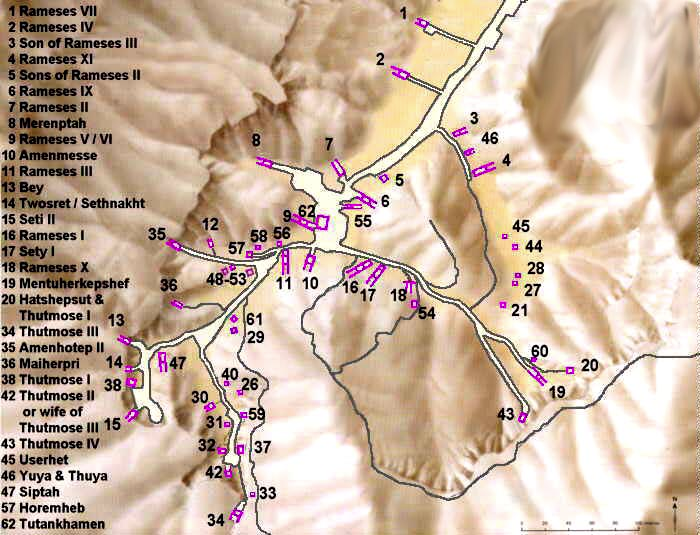 1 Rameses VII
2 Rameses IV
3 Son of Rameses III
4 Rameses XI
5 Sons of Rameses II
6 Rameses IX
7 Rameses II
8 Merenptah
9 Rameses V / VI
10 Amenmesse
11 Rameses III
13 Bey
14 Twosret / Sethnakht
15 Seti II
16 Rameses I
17 Sety I
18 Rameses X
19 Mentuherkepshef
20 Hatshepsut &
Thutmose I
34 Thutmose III
35 Amenhotep II
36 Maiherpri
38 Thutmose I
42 Thutmose II
or wife of
Thutmose III
43 Thutmose IV
45 Userhet
46 Yuya & Thuya
47 Siptah
57 Horemheb
62 Tutankhamen
1
2
3
46
4
8
7
5
6
9
62
55
35
12
57
58
56
48-53
11
10
16
17
18
54
45
44
28
27
21
36
61
29
13
14
38
47
15
40
26
30
59
31
32
37
42
33
34
60
20
19
43
N